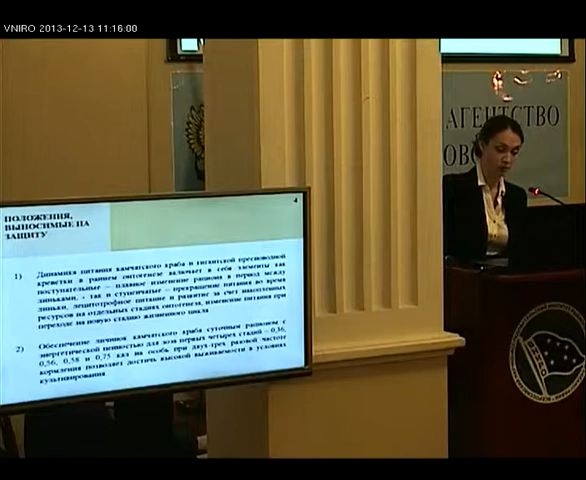 VNIRO 2013-12-13 11:16:00
АГЕНТСТВО
ОВ
4
ПОЛОЖЕНИЯ,
ВЫНОСИМЫЕ НА
ЗАЩИТУ
1) Динамика питания камчатского краба и гигантской пресноводной
креветки в раннем онтогенезе включает в себя элементы как
поступательные – плавное изменение рациона в период между
линьками, - так и ступенчатые – прекращение питания во время
линьки, лецитотрофное питание и развитие за счет накопленных
ресурсов на отдельных стадиях онтогенеза, изменение питания при
переходе на новую стадию жизненного цикла
2) Обеспечение личинок камчатского краба суточным рационом с
энергетической ценностью для зоэа первых четырех стадий – 0,36,
0,56, 0,58 и 0,75 кал на особь при двух-трех разовой частоте
кормления позволяет достичь высокой выживаемости в условиях
культивирования